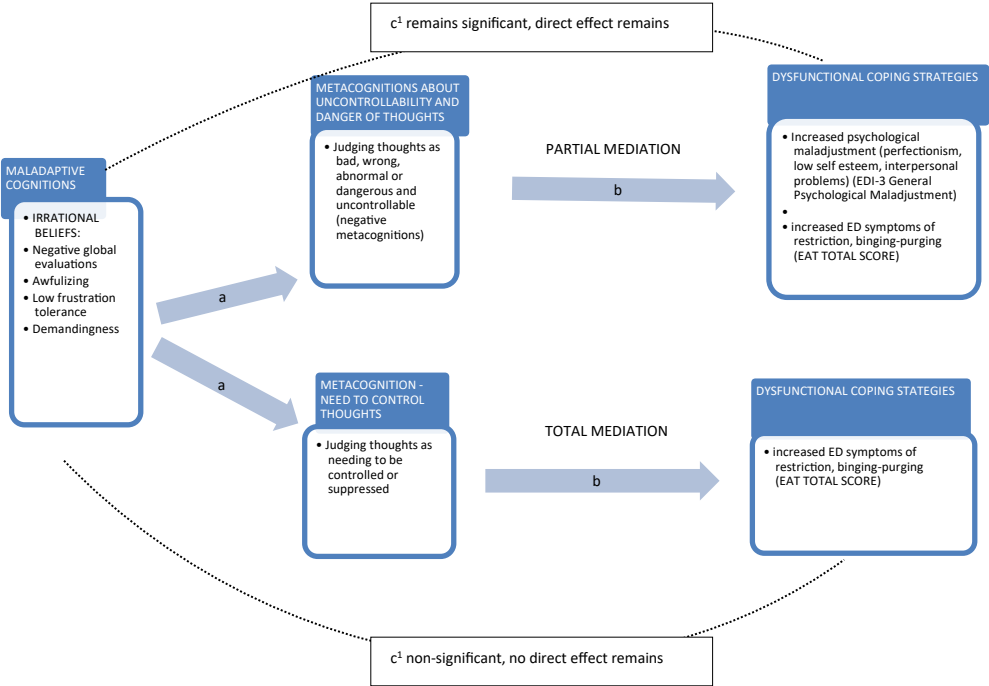 c¹ remains significant, direct effect remains
MALADAPTIVE
COGNITIONS
• IRRATIONAL
BELIEFS:
• Negative global
evaluations
• Awfulizing
• Low frustration
tolerance
• Demandingness
a
a
METACOGNITIONS ABOUT
UNCONTROLLABILITY AND
DANGER OF THOUGHTS
• Judging thoughts as
bad, wrong,
abnormal or
dangerous and
uncontrollable
(negative
metacognitions)
PARTIAL MEDIATION
b
DYSFUNCTIONAL COPING STRATEGIES
• Increased psychological
maladjustment (perfectionism,
low self esteem, interpersonal
problems) (EDI-3 General
Psychological Maladjustment)
•
• increased ED symptoms of
restriction, binging-purging
(EAT TOTAL SCORE)
METACOGNITION -
NEED TO CONTROL
THOUGHTS
• Judging thoughts as
needing to be
controlled or
suppressed
TOTAL MEDIATION
b
DYSFUNCTIONAL COPING STATEGIES
• increased ED symptoms of
restriction, binging-purging
(EAT TOTAL SCORE)
c¹ non-significant, no direct effect remains